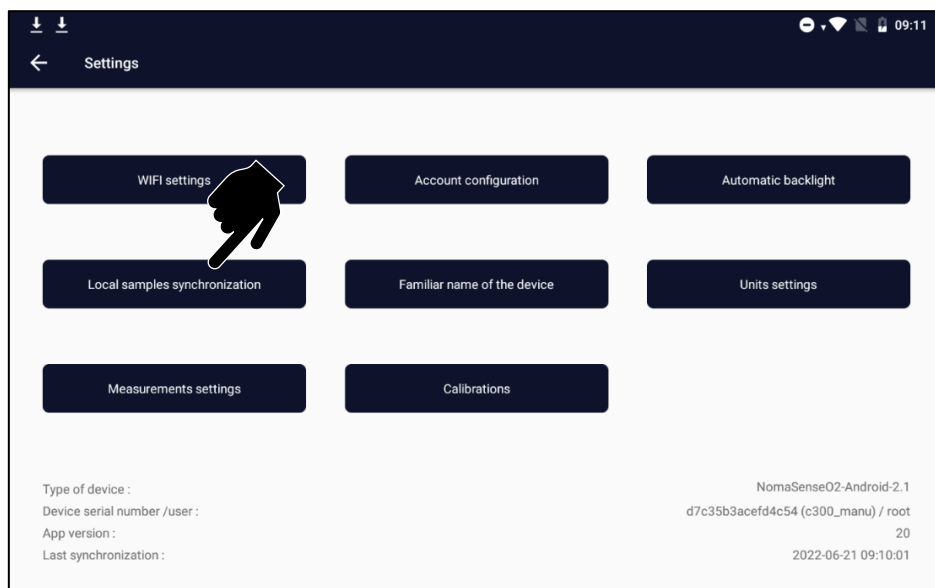 09:11
Settings
WIFI settings
Account configuration
Automatic backlight
Local samples synchronization
Familiar name of the device
Units settings
Measurements settings
Calibrations
Type of device : NomaSenseO2-Android-2.1
Device serial number /user : d7c35b3acefd4c54 (c300_manu) / root
App version : 20
Last synchronization : 2022-06-21 09:10:01